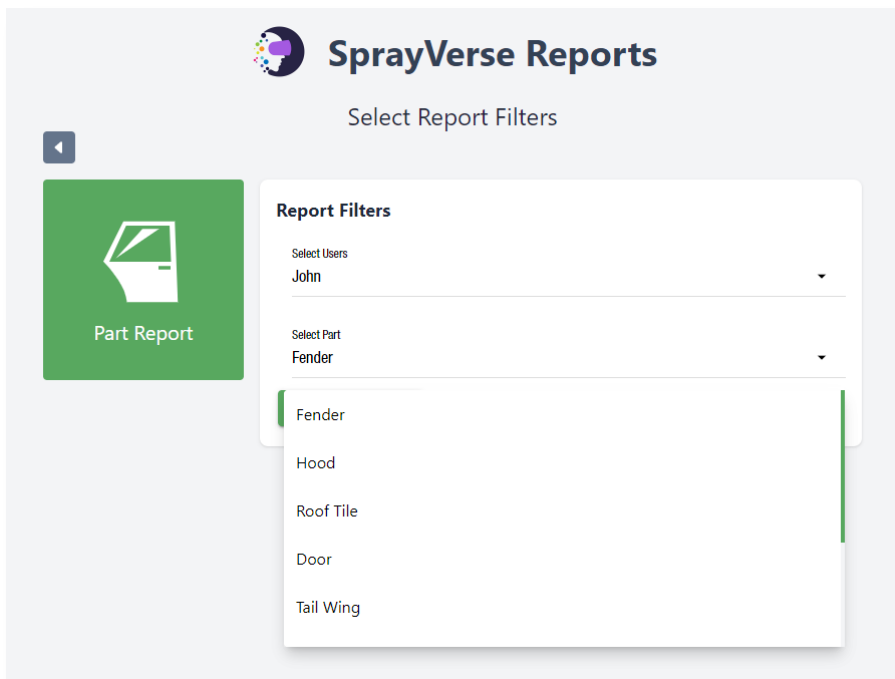 SprayVerse Reports
Select Report Filters
Part Report
Report Filters
Select Users
John
Select Part
Fender
Fender
Hood
Roof Tile
Door
Tail Wing